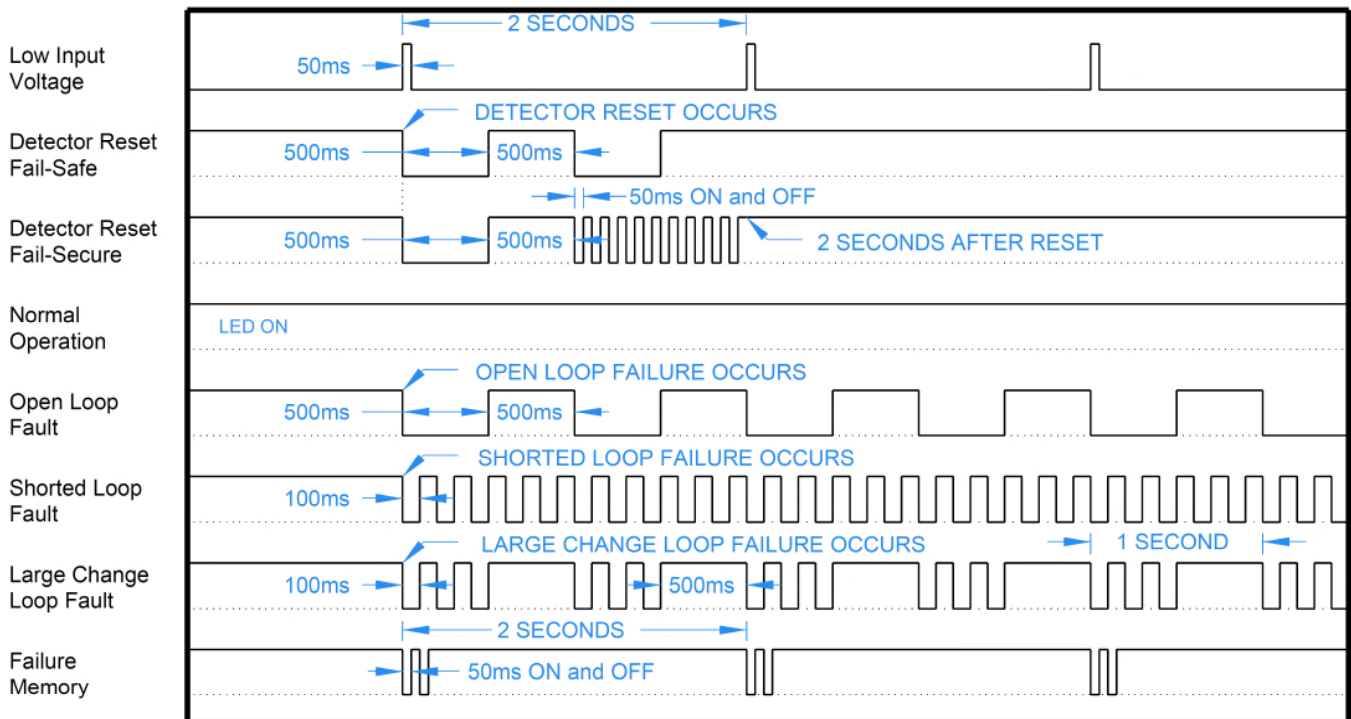 2 SECONDS
Low Input
Voltage
50ms
DETECTOR RESET OCCURS
Detector Reset
Fail-Safe
500ms
500ms
50ms ON and OFF
Detector Reset
Fail-Secure
500ms
500ms
2 SECONDS AFTER RESET
Normal
Operation
LED ON
OPEN LOOP FAILURE OCCURS
Open Loop
Fault
500ms
500ms
SHORTED LOOP FAILURE OCCURS
Shorted Loop
Fault
100ms
LARGE CHANGE LOOP FAILURE OCCURS
1 SECOND
Large Change
Loop Fault
100ms
500ms
2 SECONDS
Failure
Memory
50ms ON and OFF